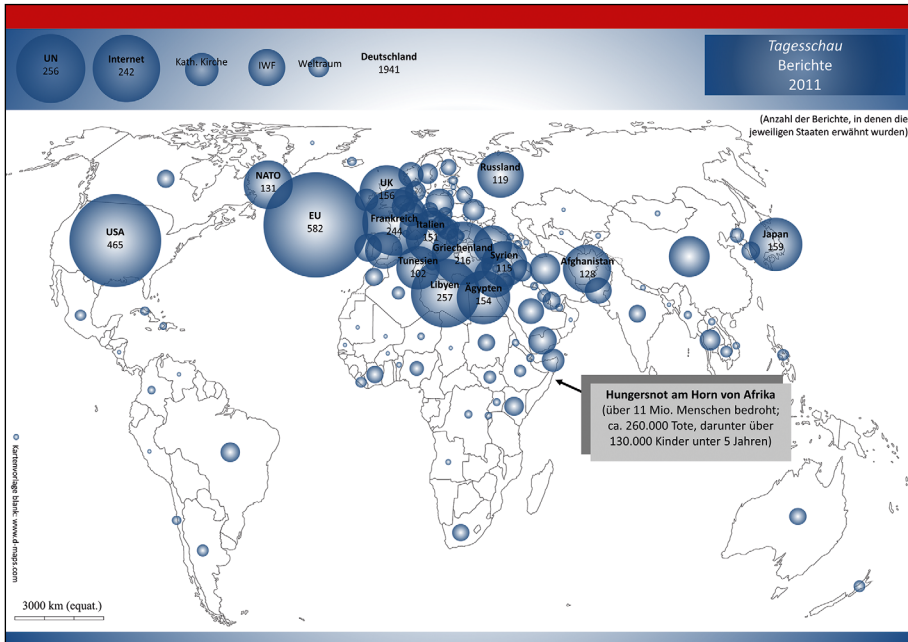 UN
256
Internet
242
Kath. Kirche
IWF
Weltraum
Deutschland
1941
Tagesschau
Berichte
2011
(Anzahl der Berichte, in denen die
jeweiligen Staaten erwähnt wurden)
NATO
131
EU
582
USA
465
UK
156
Russland
119
Frankreich
244
Italien
151
Griechenland
216
Tunesien
102
Syrien
115
Afghanistan
128
Japan
159
Libyen
257
Ägypten
154
Hungersnot am Horn von Afrika
(über 11 Mio. Menschen bedroht;
ca. 260.000 Tote, darunter über
130.000 Kinder unter 5 Jahren)
Kartenvorlage blank: www.d-maps.com
3000 km (equat.)